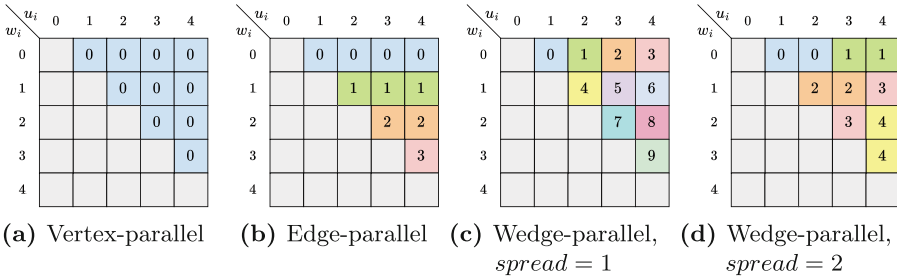 u_i
w_i
0 1 2 3 4
0 0 0 0 0
1 0 0 0
2 0 0
3 0
4
(a) Vertex-parallel
u_i
w_i
0 1 2 3 4
0 0 0 0 0
1 1 1 1
2 2 2
3 3
4
(b) Edge-parallel
u_i
w_i
0 1 2 3 4
0 0 1 2 3
1 4 5 6
2 7 8
3 9
4
(c) Wedge-parallel,
spread = 1
u_i
w_i
0 1 2 3 4
0 0 0 1 1
1 2 2 3
2 3 4
3 4
4
(d) Wedge-parallel,
spread = 2